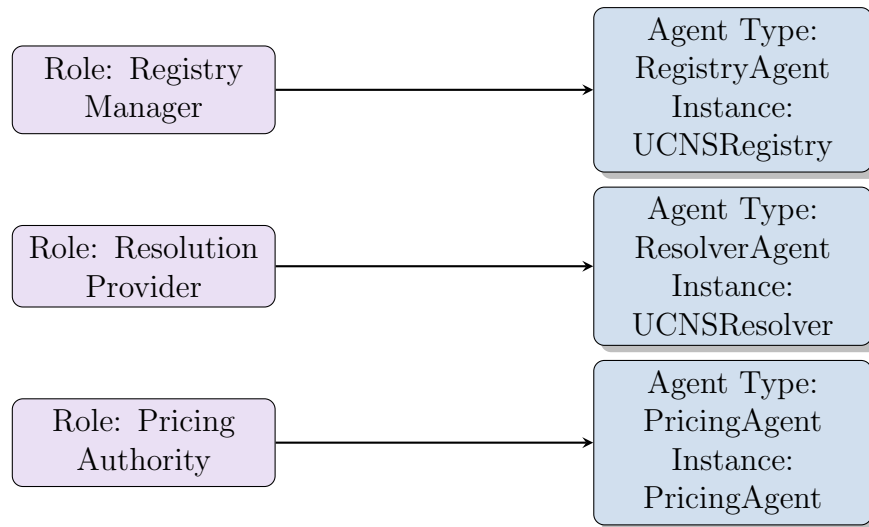 Role: Registry
Manager
Agent Type:
RegistryAgent
Instance:
UCNSRegistry
Role: Resolution
Provider
Agent Type:
ResolverAgent
Instance:
UCNSResolver
Role: Pricing
Authority
Agent Type:
PricingAgent
Instance:
PricingAgent